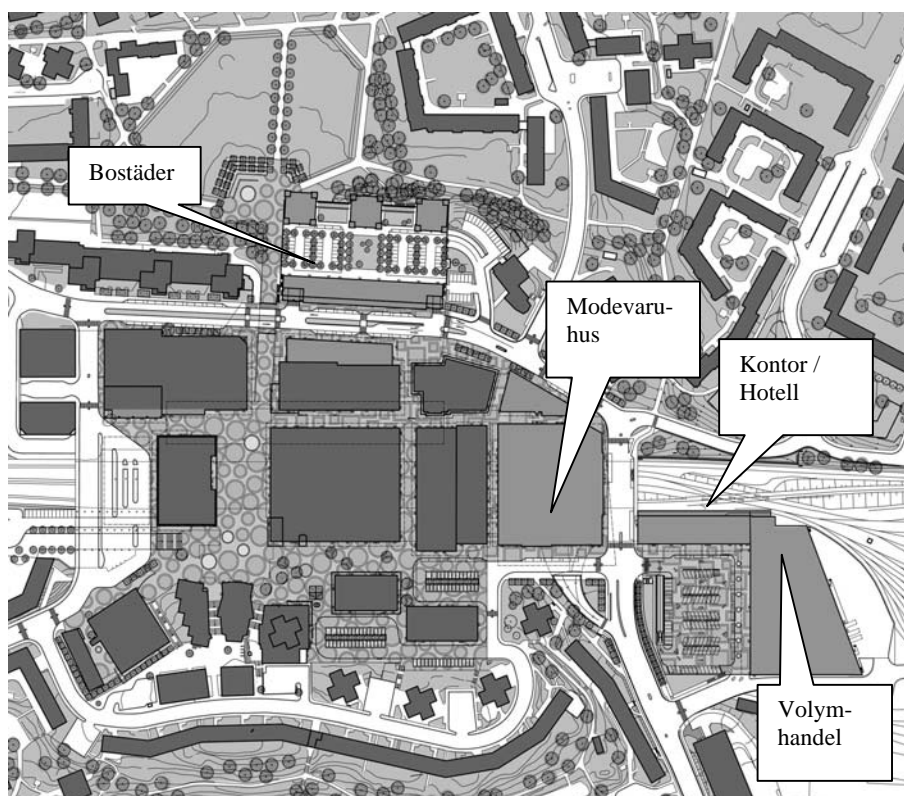 Bostäder
Modevaru-
hus
Kontor /
Hotell
Volym-
handel